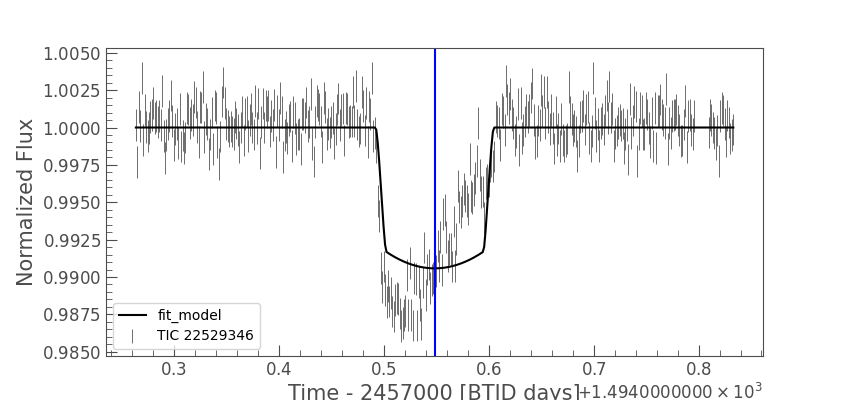 1.0050
1.0025
1.0000
0.9975
0.9950
0.9925
0.9900
0.9875
0.9850
Normalized Flux
fit_model
TIC 22529346
0.3 0.4 0.5 0.6 0.7 0.8
Time - 2457000 [BTJD days]
+1.4940000000 × 10³